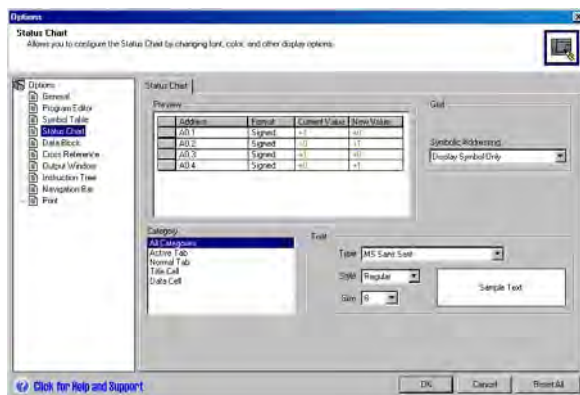 Options
Status Chart
Allows you to configure the Status Chart by changing font, color, and other display options.
Options
General
Program Editor
Symbol Table
Status Chart
Data Block
Cross Reference
Output Window
Instruction Tree
Navigation Bar
Print
Status Chart
Preview
Address Format Current Value New Value
A0.1 Signed +1 +0
A0.2 Signed +0 +1
A0.3 Signed +1 +0
A0.4 Signed +0 +1
Grid
Symbolic Addressing:
Display Symbol Only
Category
All Categories
Active Tab
Normal Tab
Title Cell
Data Cell
Text
Type MS Sans Serif
Style Regular
Size 8
Sample Text
Click for Help and Support
OK Cancel Reset All